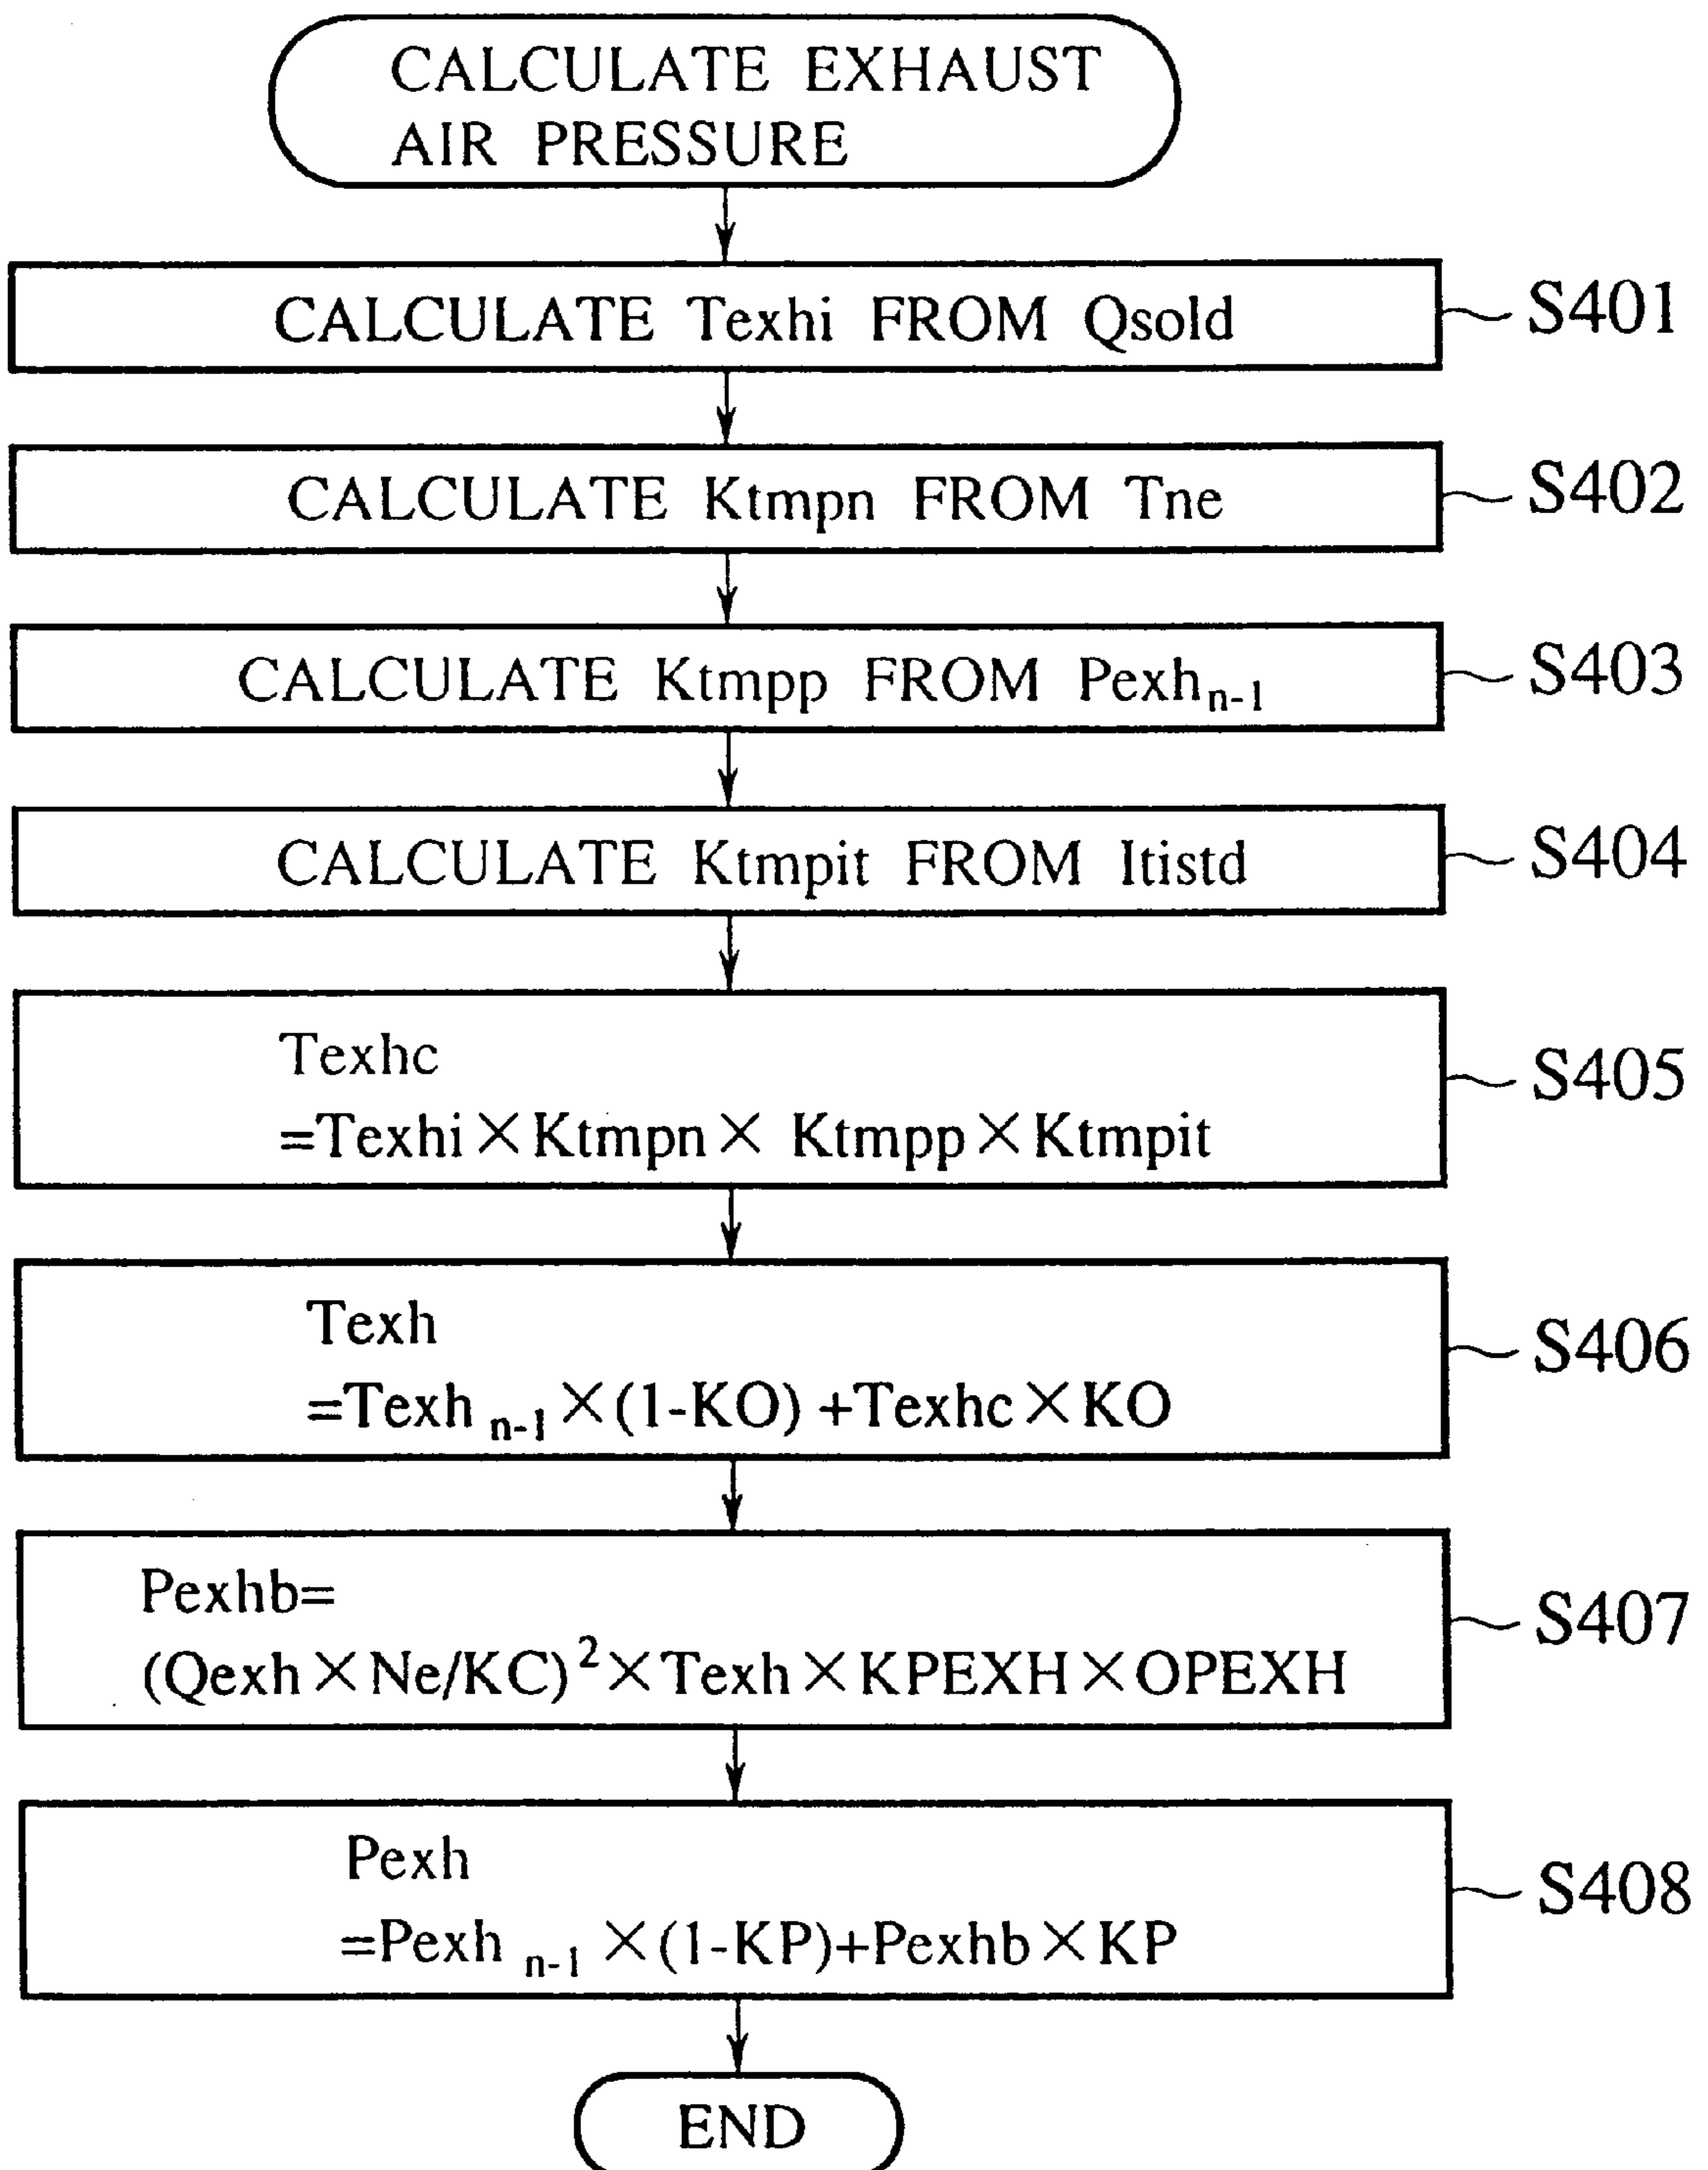 CALCULATE EXHAUST
AIR PRESSURE
CALCULATE Texhi FROM Qsold
S401
CALCULATE Ktmpn FROM Tne
S402
CALCULATE Ktmpp FROM Pexhn-1
S403
CALCULATE Ktmpit FROM Itistd
S404
Texhc
=Texhi×Ktmpn× Ktmpp×Ktmpit
S405
Texh
=Texh n-1 ×(1-KO) +Texhc×KO
S406
Pexhb=
(Qexh×Ne/KC)²×Texh×KPEXH×OPEXH
S407
Pexh
=Pexh n-1 ×(1-KP)+Pexhb×KP
S408
END